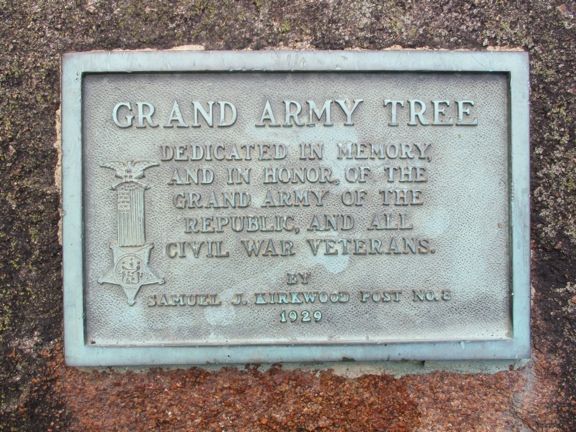 GRAND ARMY TREE
DEDICATED IN MEMORY,
AND IN HONOR, OF THE
GRAND ARMY OF THE
REPUBLIC, AND ALL
CIVIL WAR VETERANS.
BY
SAMUEL J. KIRKWOOD POST NO. 8
1929